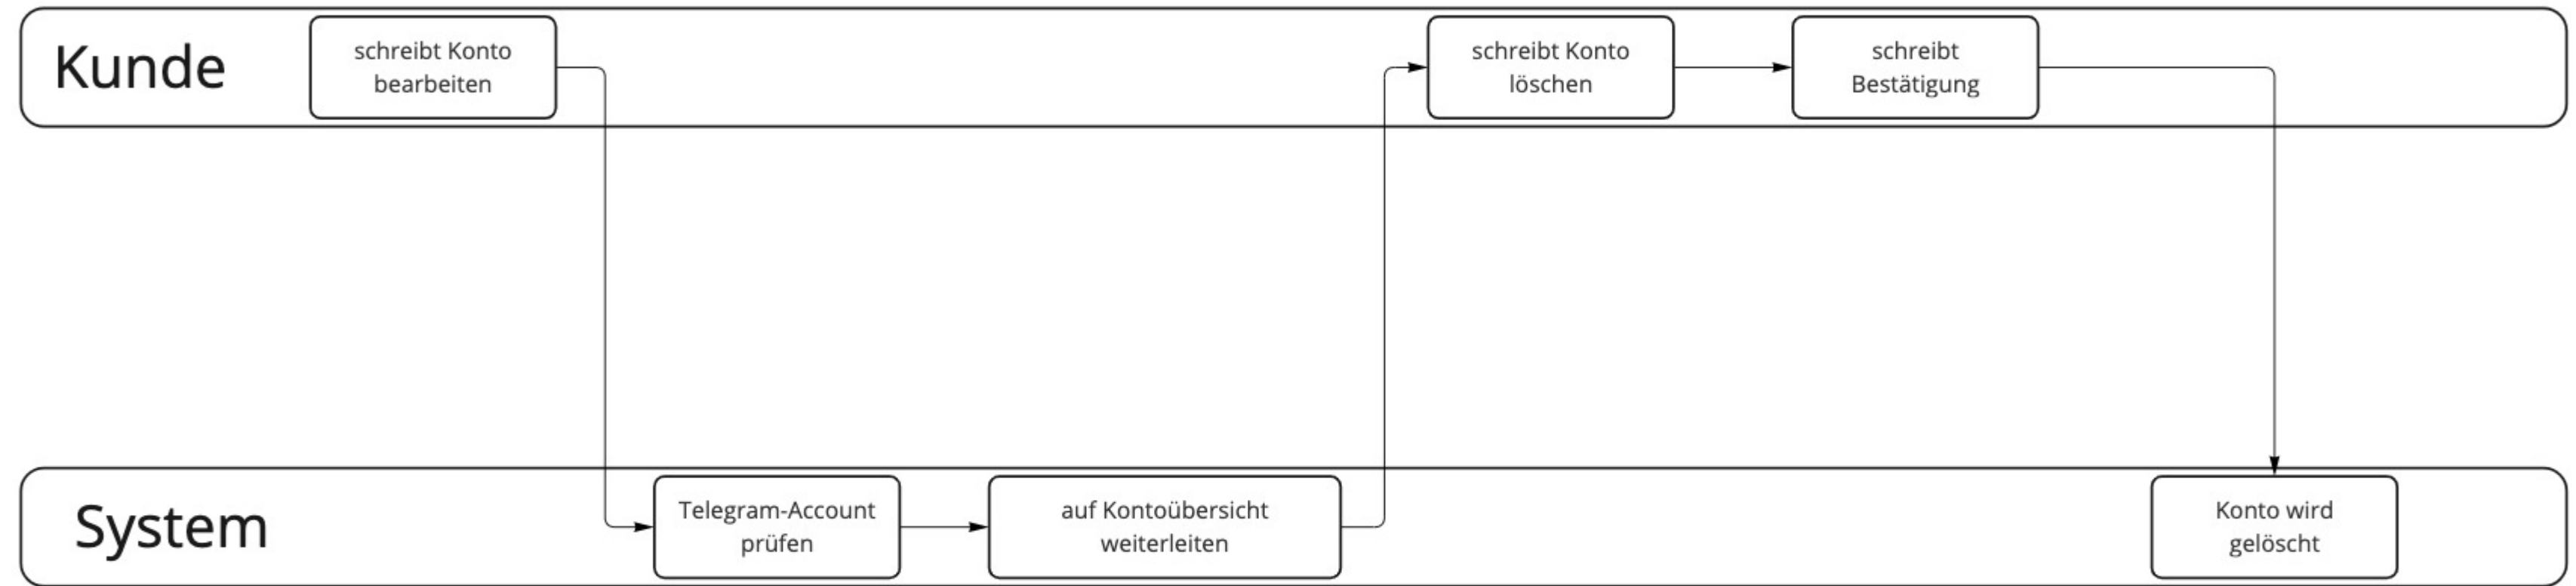 Kunde
schreibt Konto
bearbeiten
schreibt Konto
löschen
schreibt
Bestätigung
System
Telegram-Account
prüfen
auf Kontoübersicht
weiterleiten
Konto wird
gelöscht